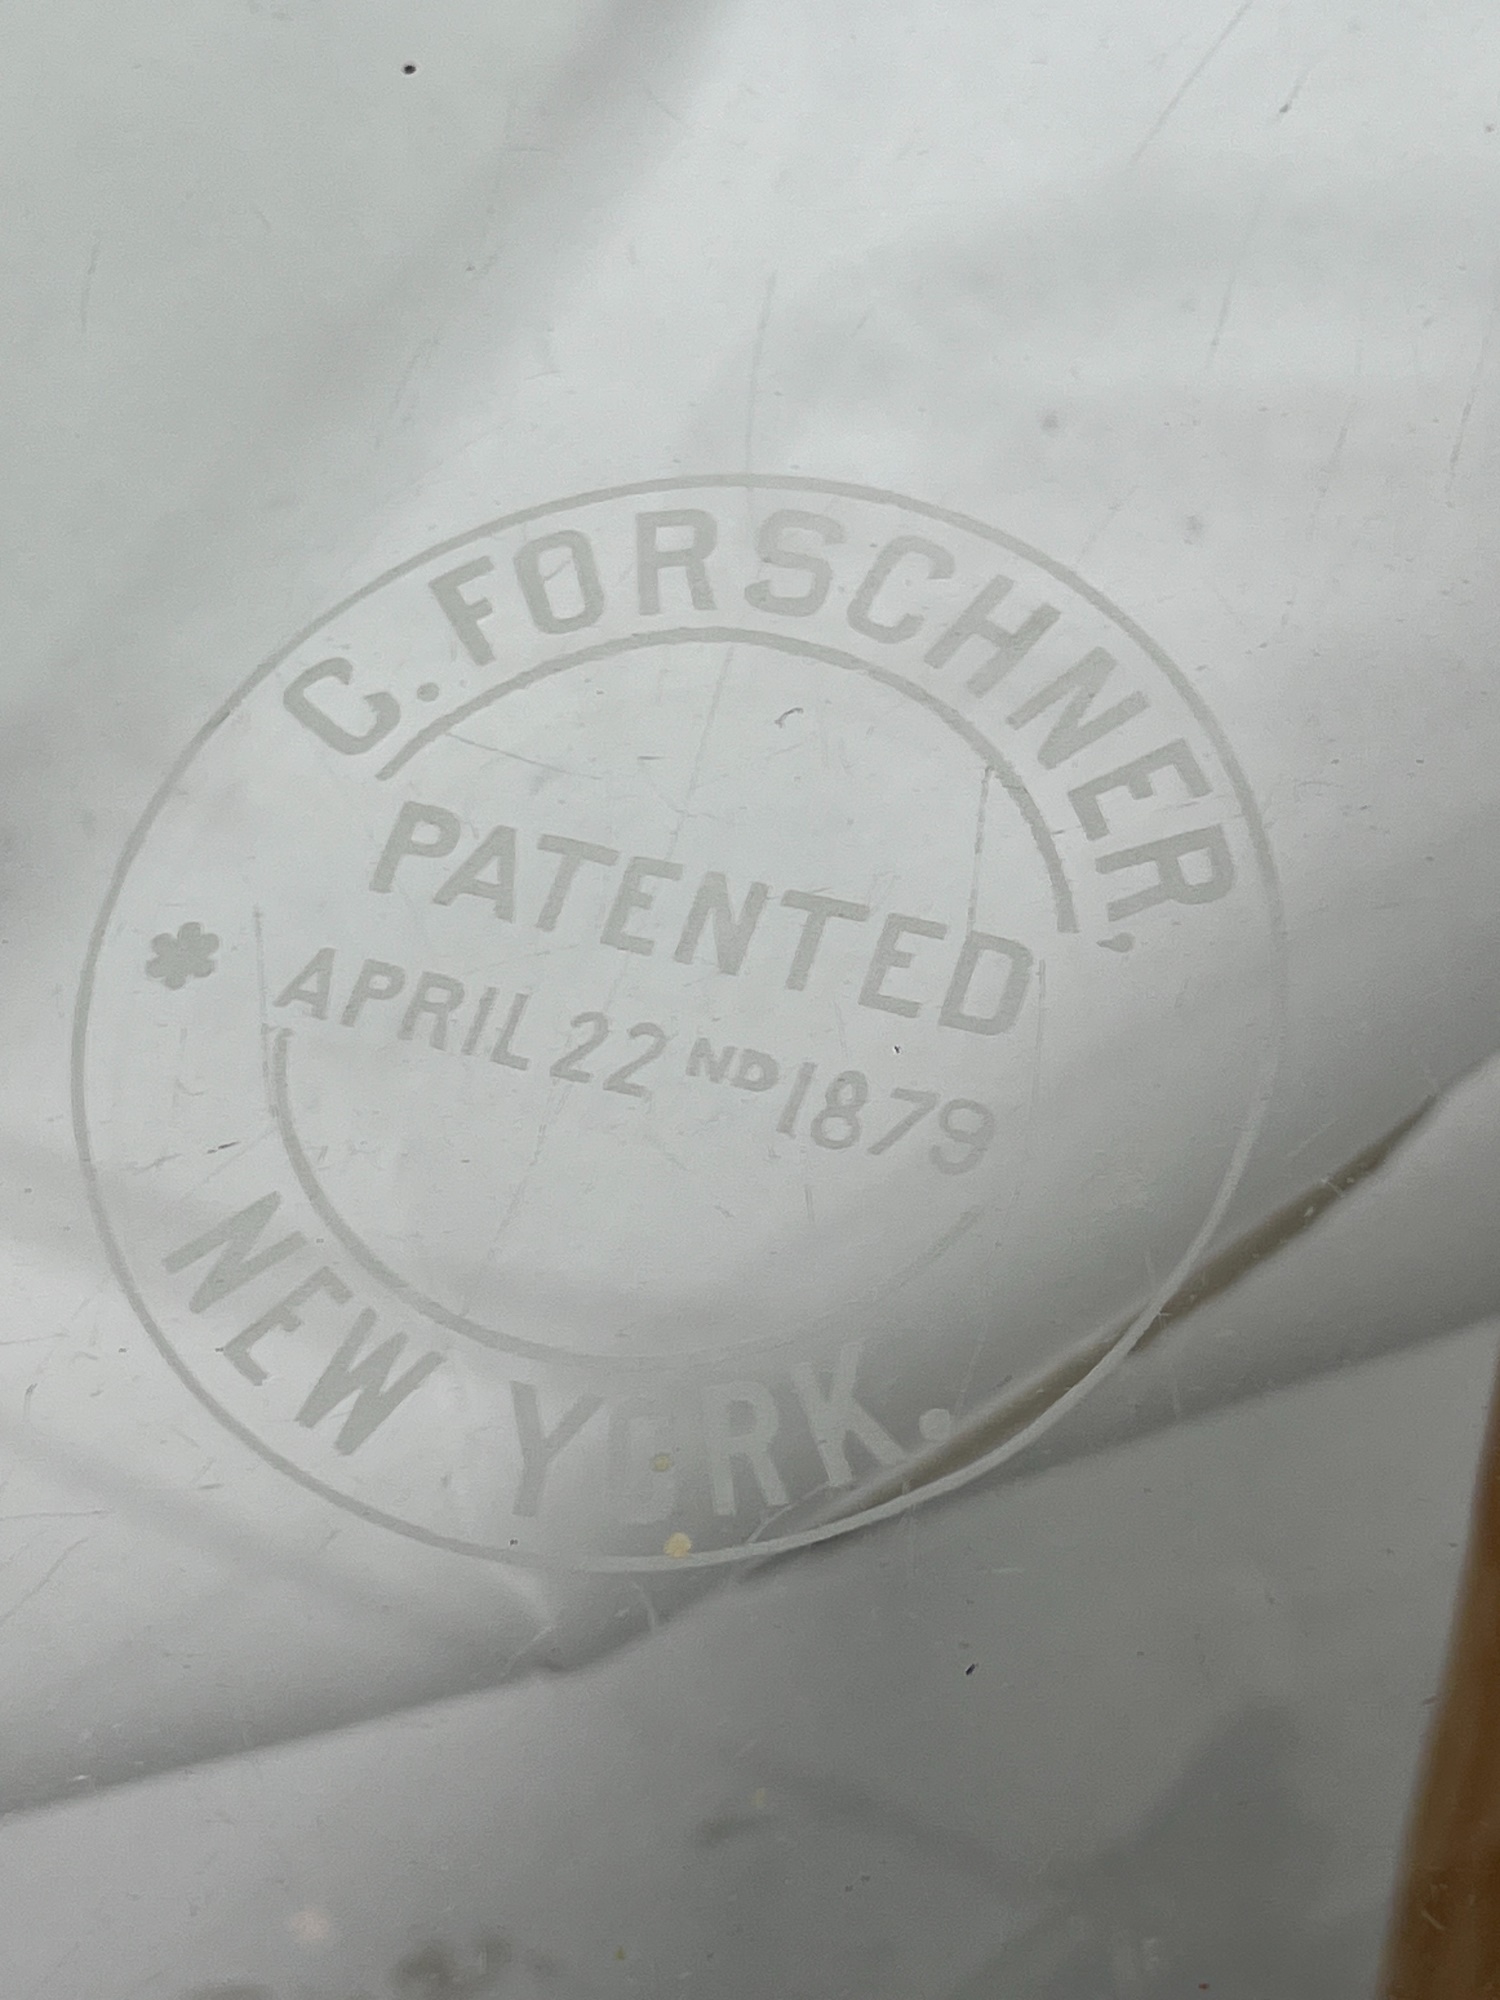 C. FORSCHNER,
PATENTED
APRIL 22ND 1879
NEW YORK.